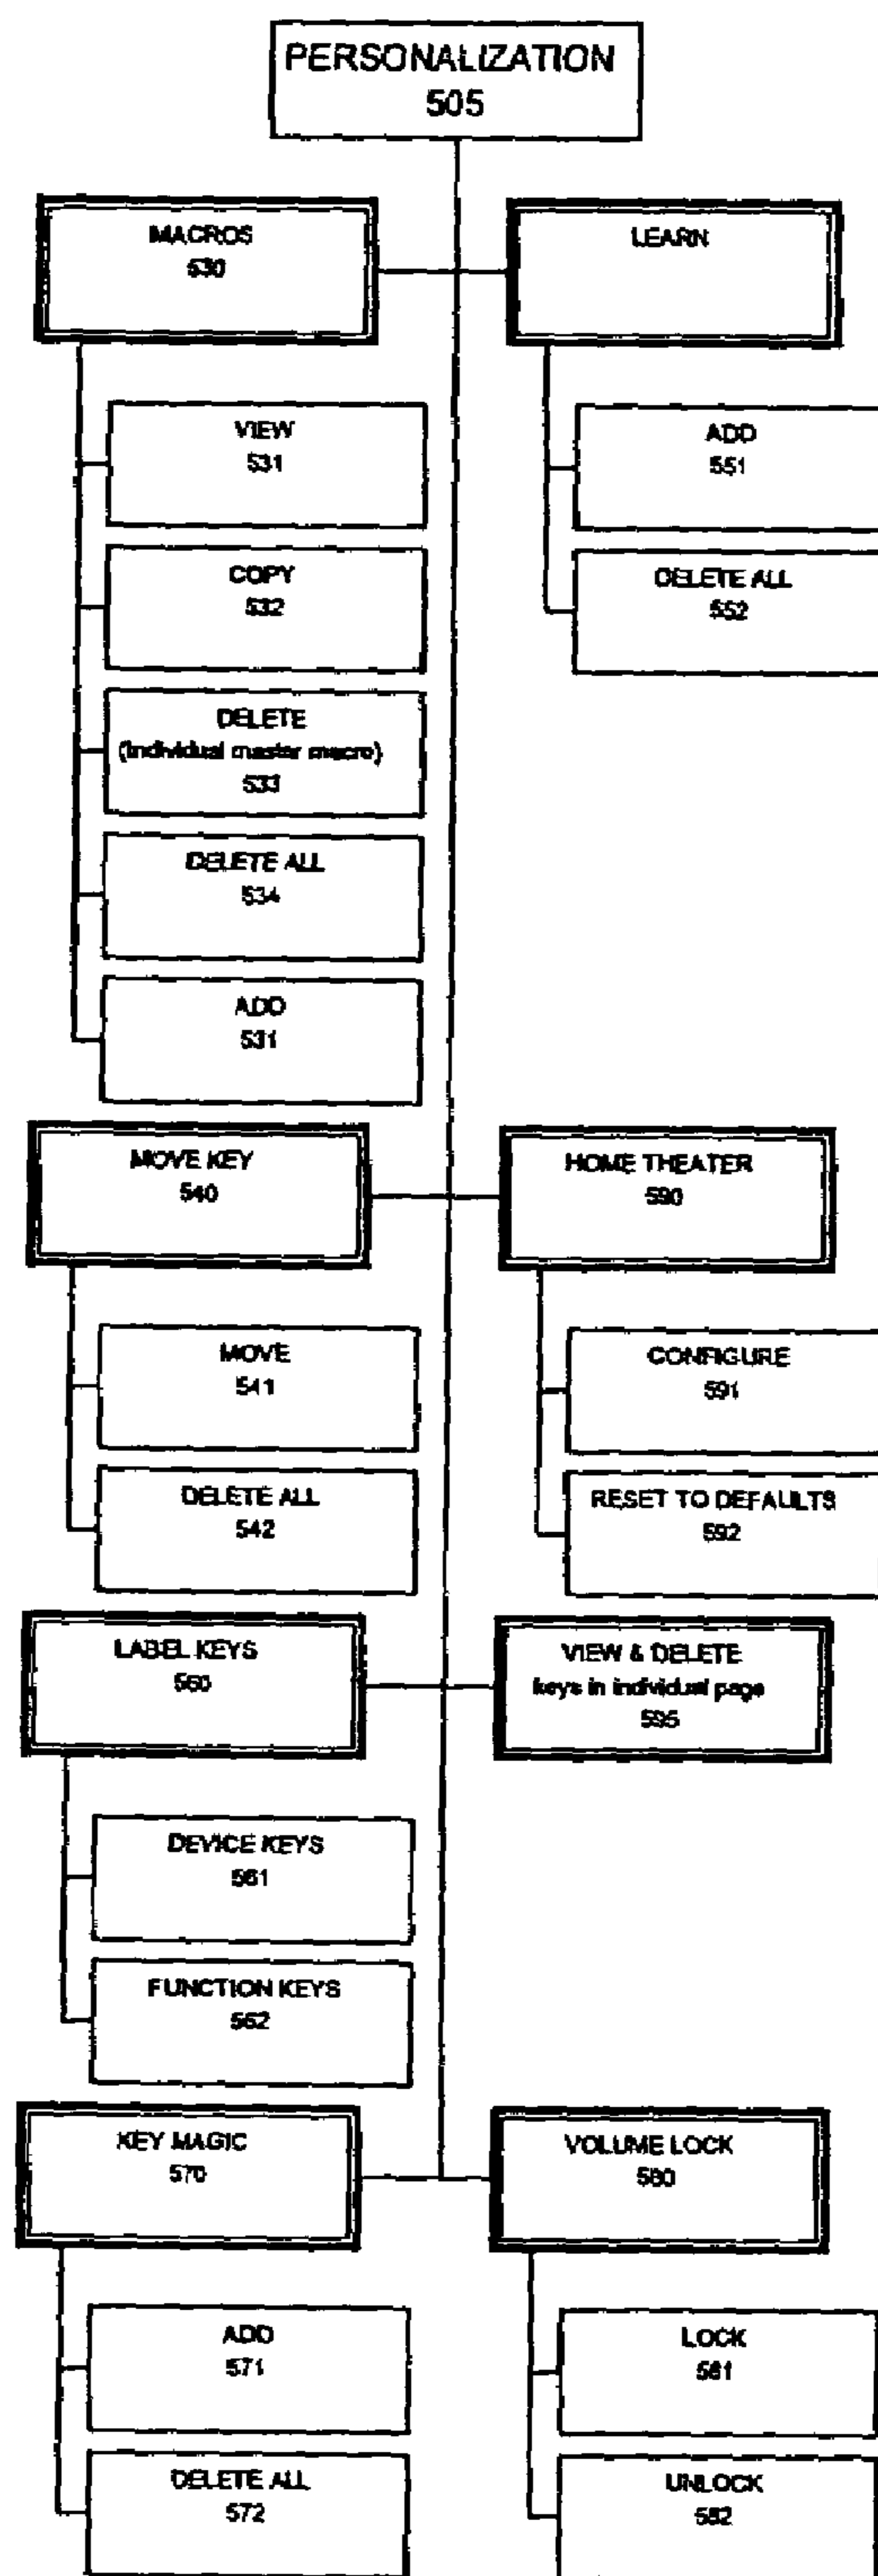 PERSONALIZATION
505
MACROS
530
LEARN
VIEW
531
COPY
532
DELETE
(individual master macro)
533
DELETE ALL
534
ADD
531
ADD
551
DELETE ALL
552
MOVE KEY
540
HOME THEATER
590
MOVE
541
DELETE ALL
542
CONFIGURE
591
RESET TO DEFAULTS
592
LABEL KEYS
560
VIEW & DELETE
keys in individual page
595
DEVICE KEYS
561
FUNCTION KEYS
562
KEY MAGIC
570
VOLUME LOCK
580
ADD
571
DELETE ALL
572
LOCK
581
UNLOCK
582